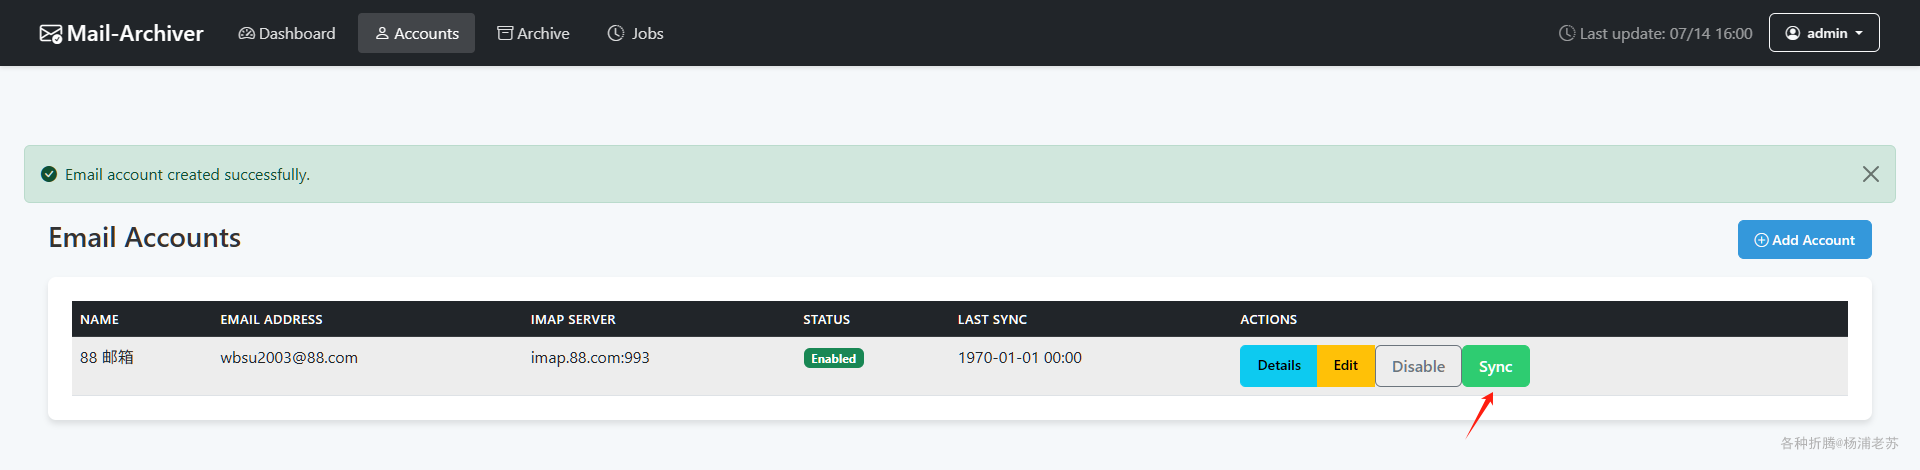 Mail-Archiver Dashboard Accounts Archive Jobs Last update: 07/14 16:00 admin
Email account created successfully.
Email Accounts
Add Account
NAME EMAIL ADDRESS IMAP SERVER STATUS LAST SYNC ACTIONS
88 邮箱 wbsu2003@88.com imap.88.com:993 Enabled 1970-01-01 00:00 Details Edit Disable Sync
各种折腾@杨浦老苏